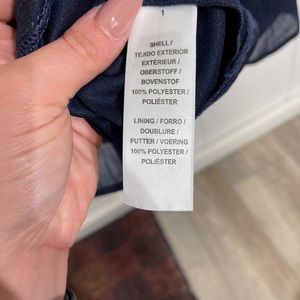 1
SHELL /
TEJIDO EXTERIOR
EXTÉRIEUR /
OBERSTOFF /
BOVENSTOF
100% POLYESTER /
POLIÉSTER
LINING / FORRO /
DOUBLURE /
FUTTER / VOERING
100% POLYESTER /
POLIÉSTER